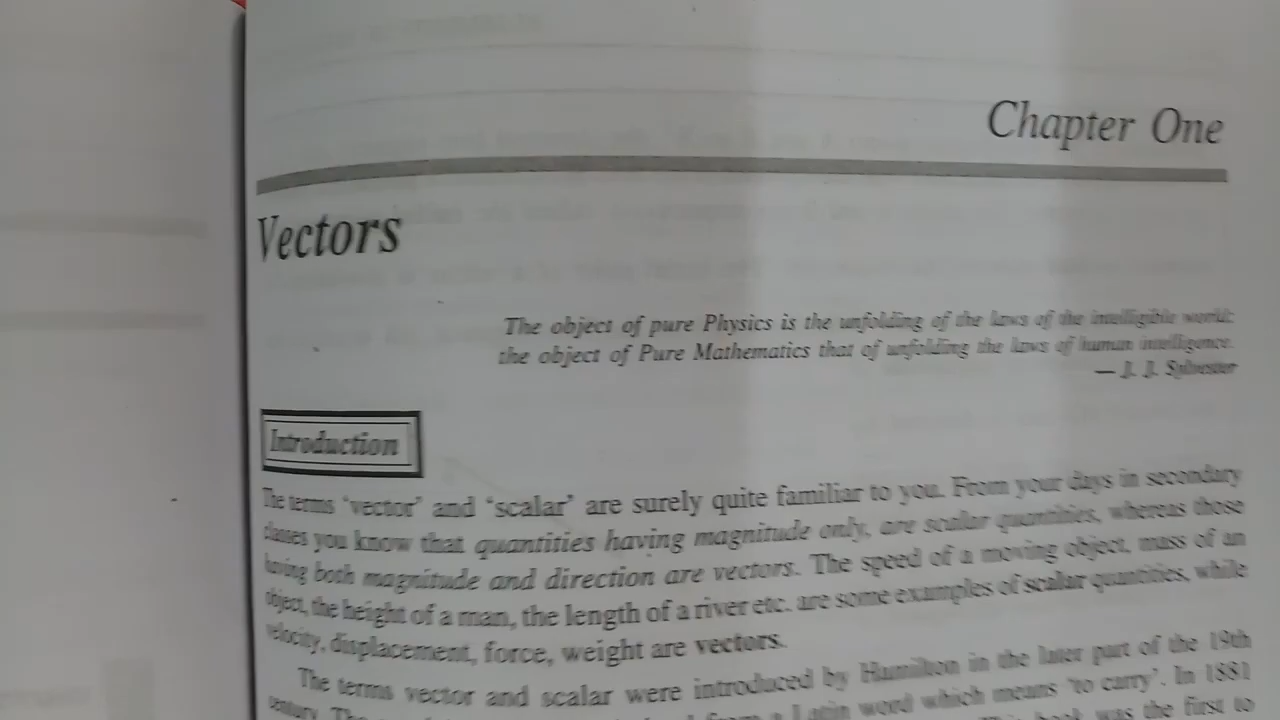 Chapter One
Vectors
The object of pure Physics is the unfolding of the laws of the intelligible world;
the object of Pure Mathematics that of unfolding the laws of human intelligence.
— J. J. Sylvester
Introduction
The terms ‘vector’ and ‘scalar’ are surely quite familiar to you. From your days in secondary
classes you know that quantities having magnitude only, are scalar quantities, whereas those
having both magnitude and direction are vectors. The speed of a moving object, mass of an
object, the height of a man, the length of a river etc. are some examples of scalar quantities, while
velocity, displacement, force, weight are vectors.
The terms vector and scalar were introduced by Hamilton in the later part of the 19th
century. The from a Latin word which means ‘to carry’. In 1881
book was the first to